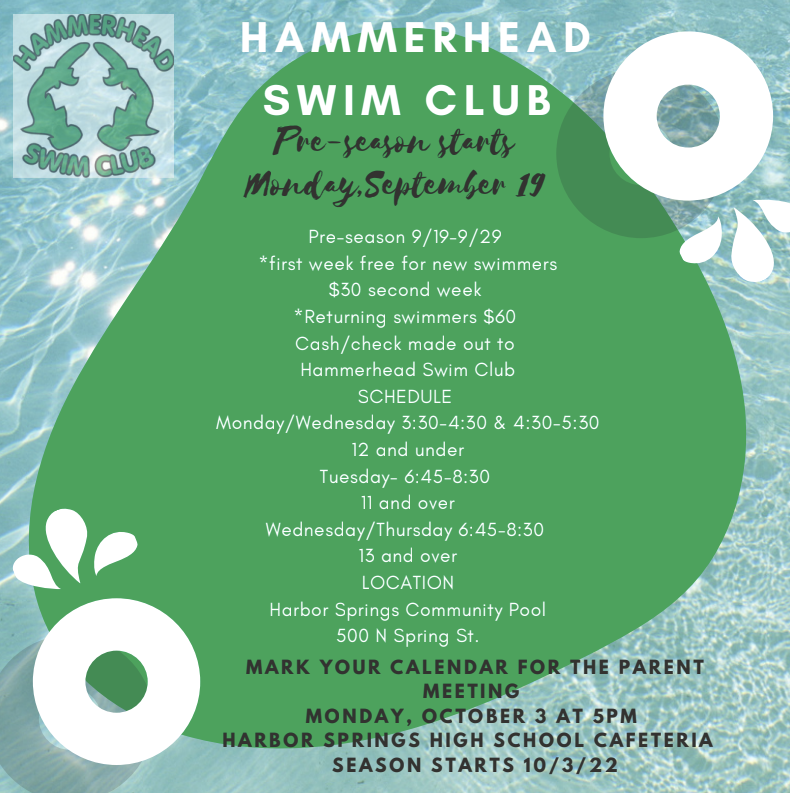 HAMMERHEAD
SWIM CLUB
HAMMERHEAD
SWIM CLUB
Pre-season starts
Monday,September 19
Pre-season 9/19-9/29
*first week free for new swimmers
$30 second week
*Returning swimmers $60
Cash/check made out to
Hammerhead Swim Club
SCHEDULE
Monday/Wednesday 3:30-4:30 & 4:30-5:30
12 and under
Tuesday- 6:45-8:30
11 and over
Wednesday/Thursday 6:45-8:30
13 and over
LOCATION
Harbor Springs Community Pool
500 N Spring St.
MARK YOUR CALENDAR FOR THE PARENT
MEETING
MONDAY, OCTOBER 3 AT 5PM
HARBOR SPRINGS HIGH SCHOOL CAFETERIA
SEASON STARTS 10/3/22